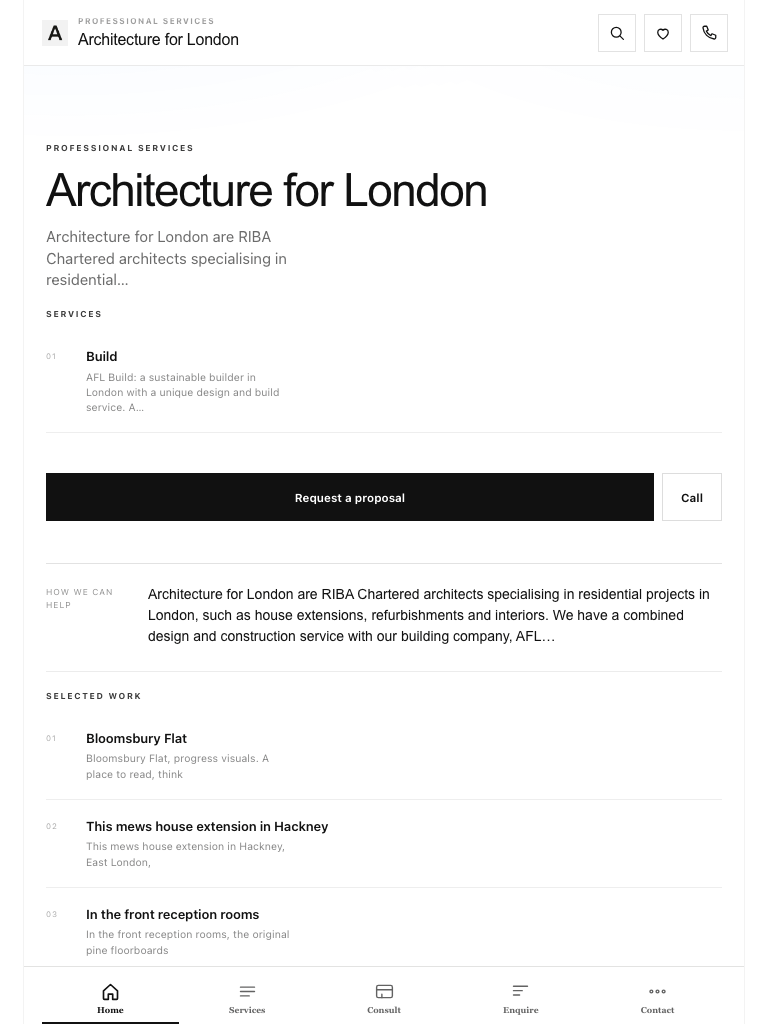 A
PROFESSIONAL SERVICES
Architecture for London
PROFESSIONAL SERVICES
Architecture for London
Architecture for London are RIBA
Chartered architects specialising in
residential...
SERVICES
01
Build
AFL Build: a sustainable builder in
London with a unique design and build
service. A...
Request a proposal
Call
HOW WE CAN
HELP
Architecture for London are RIBA Chartered architects specialising in residential projects in
London, such as house extensions, refurbishments and interiors. We have a combined
design and construction service with our building company, AFL…
SELECTED WORK
01
Bloomsbury Flat
Bloomsbury Flat, progress visuals. A
place to read, think
02
This mews house extension in Hackney
This mews house extension in Hackney,
East London,
03
In the front reception rooms
In the front reception rooms, the original
pine floorboards
Home
Services
Consult
Enquire
Contact